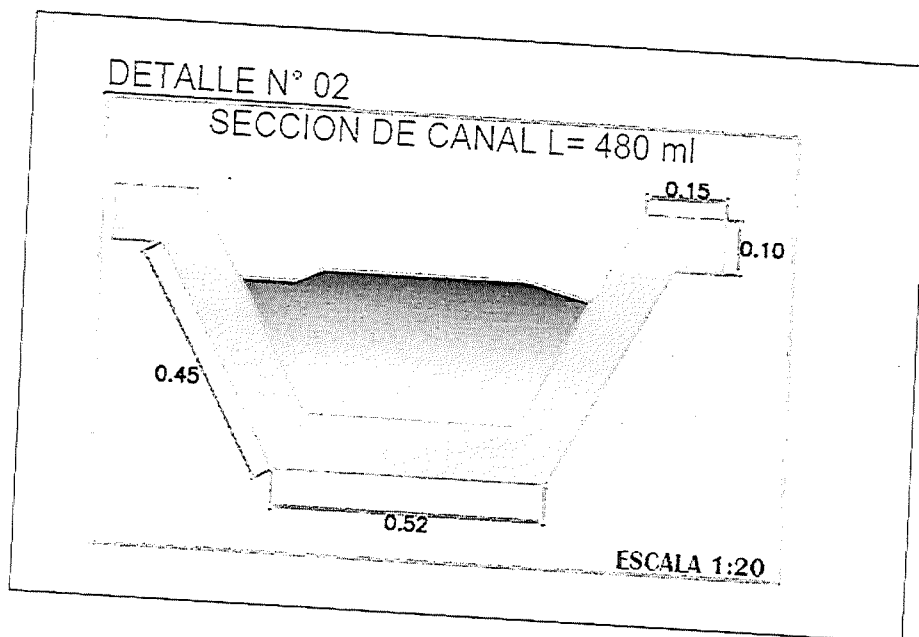 DETALLE N° 02
SECCION DE CANAL L= 480 ml
0.15
0.10
0.45
0.52
ESCALA 1:20